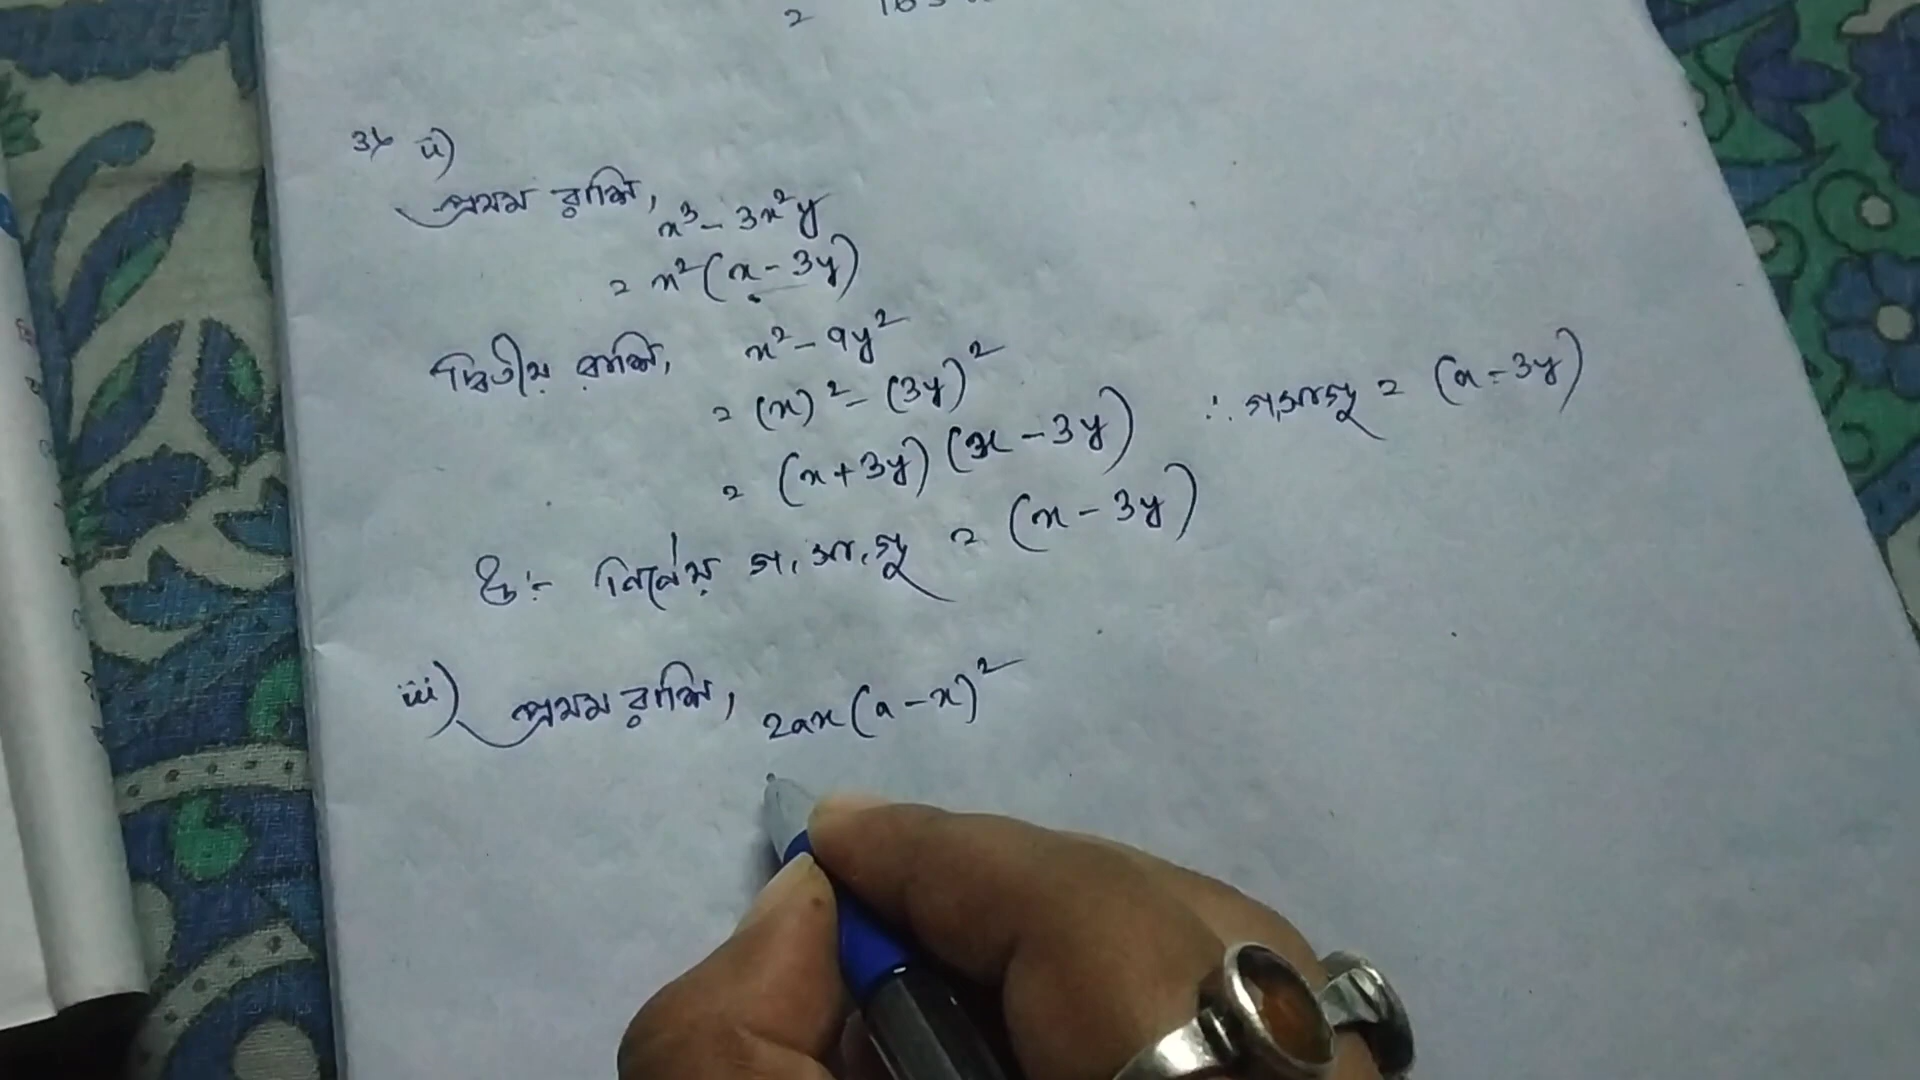 3) ii)
প্রথম রাশি, x³ - 3x²y
= x² (x - 3y)
দ্বিতীয় রাশি, x² - 9y²
= (x)² - (3y)²
= (x + 3y) (x - 3y) ∴ গ,সাগু = (x - 3y)
উঃ- নির্ণেয় গ, সা, গু = (x - 3y)
iii) প্রথম রাশি, 2ax (a - x)²